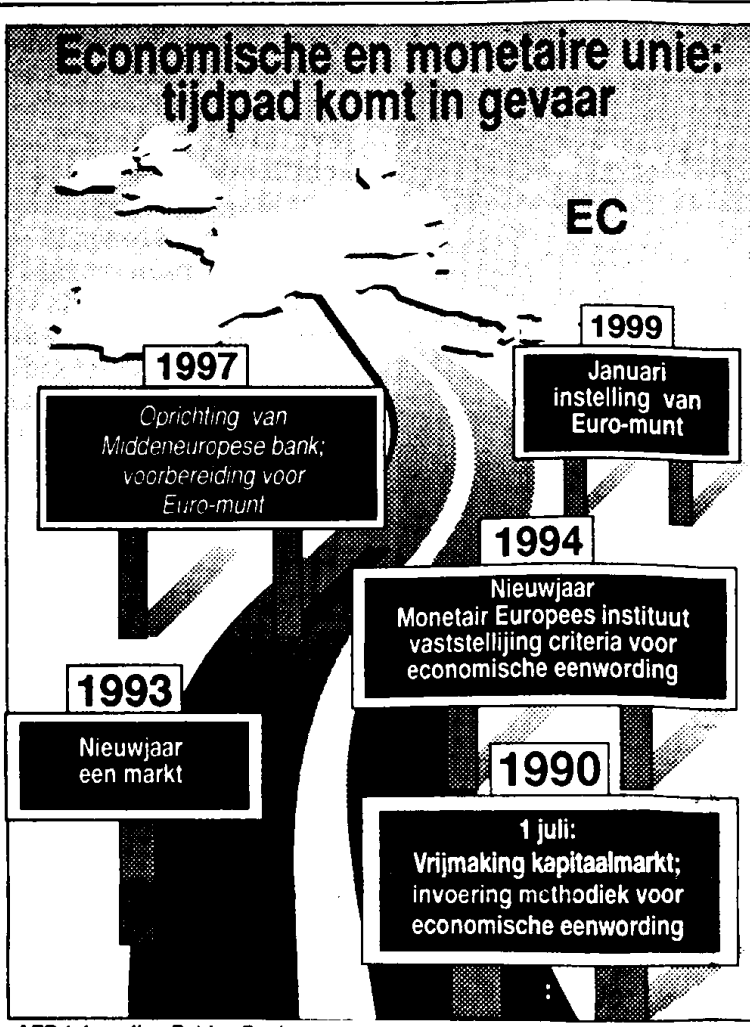 Economische en monetaire unie:
tijdpad komt in gevaar
EC
1999
Januari
instelling van
Euro-munt
1997
Oprichting van
Middeneuropese bank;
voorbereiding voor
Euro-munt
1994
Nieuwjaar
Monetair Europees instituut
vaststellijing criteria voor
economische eenwording
1993
Nieuwjaar
een markt
1990
1 juli:
Vrijmaking kapitaalmarkt;
invoering methodiek voor
economische eenwording